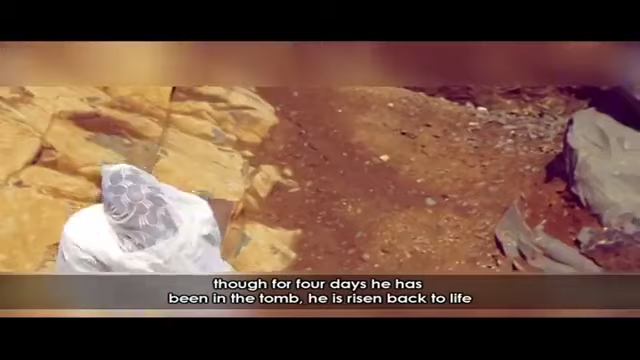 though for four days he has
been in the tomb, he is risen back to life